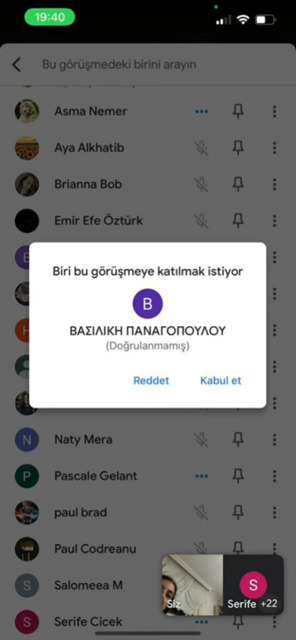 19:40
Bu görüşmedeki birini arayın
Asma Nemer
Aya Alkhatib
Brianna Bob
Emir Efe Öztürk
E
Biri bu görüşmeye katılmak istiyor
B
ΒΑΣΙΛΙΚΗ ΠΑΝΑΓΟΠΟΥΛΟΥ
(Doğrulanmamış)
Reddet Kabul et
H
N Naty Mera
P Pascale Gelant
paul brad
Paul Codreanu
S Salomeea M
S Serife Cicek
Siz
S
Serife +22